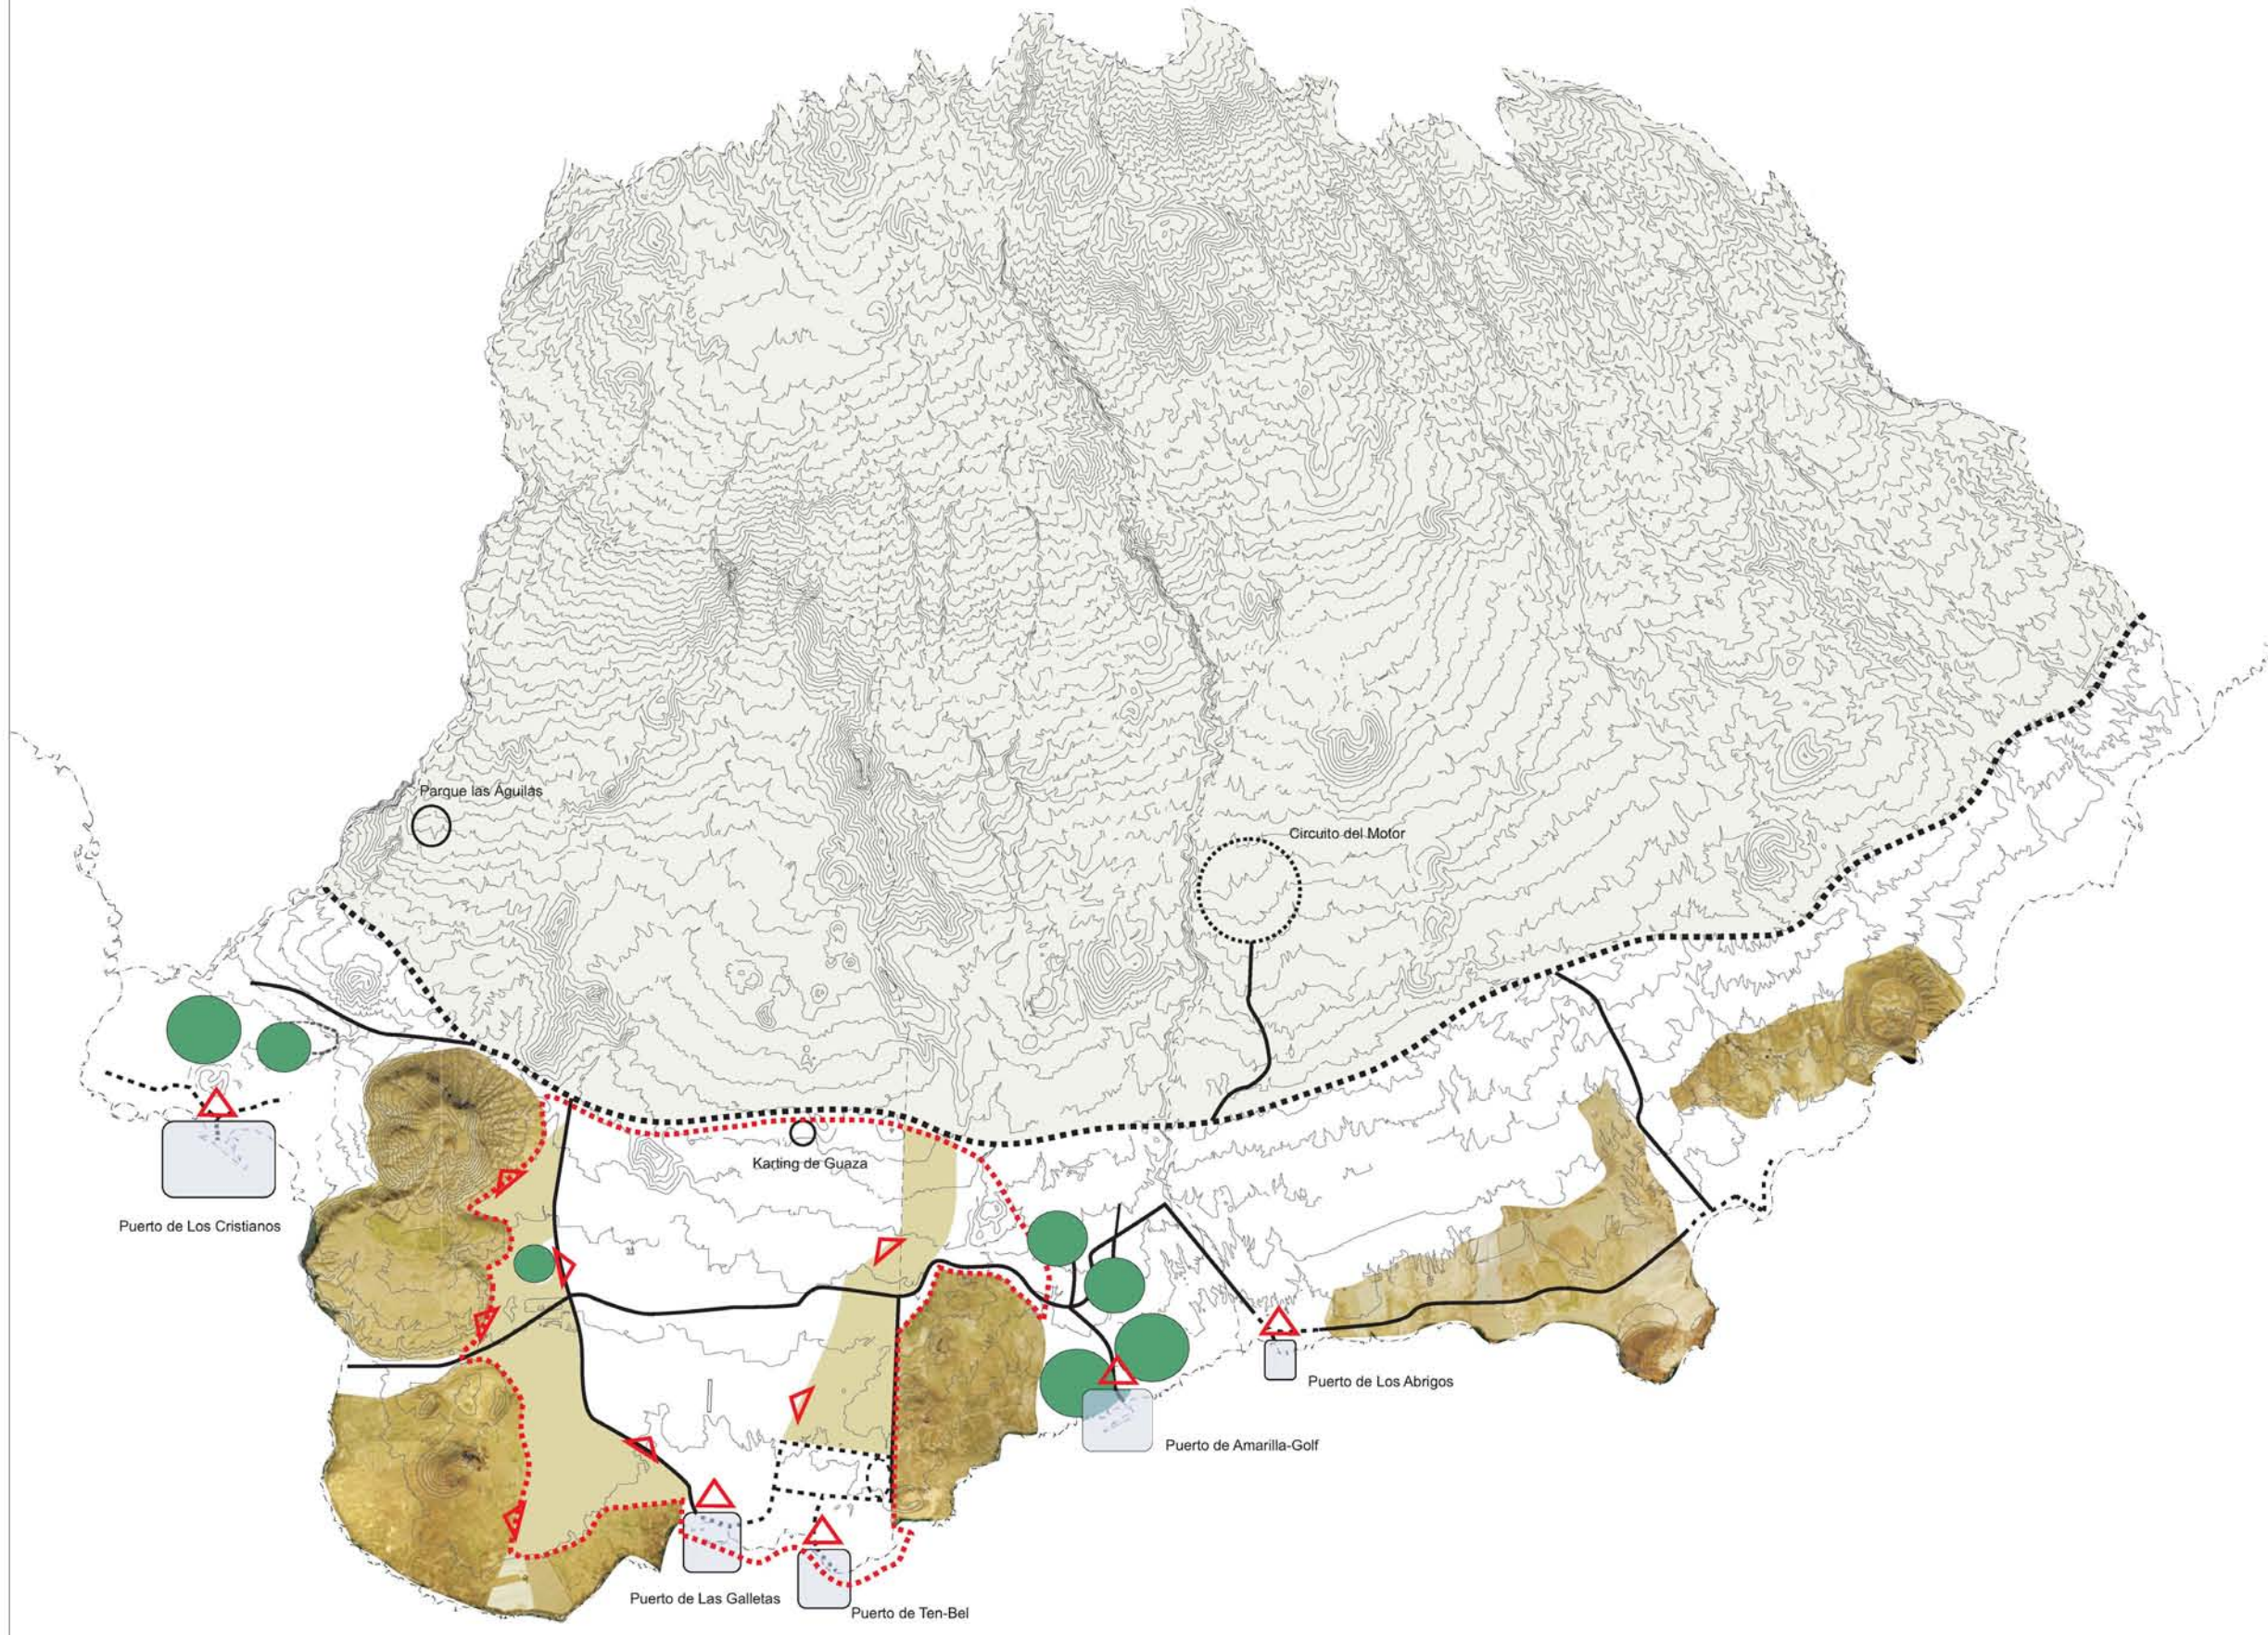 Parque las Águilas
Circuito del Motor
Karting de Guaza
Puerto de Los Cristianos
Puerto de Los Abrigos
Puerto de Amarilla-Golf
Puerto de Las Galletas
Puerto de Ten-Bel